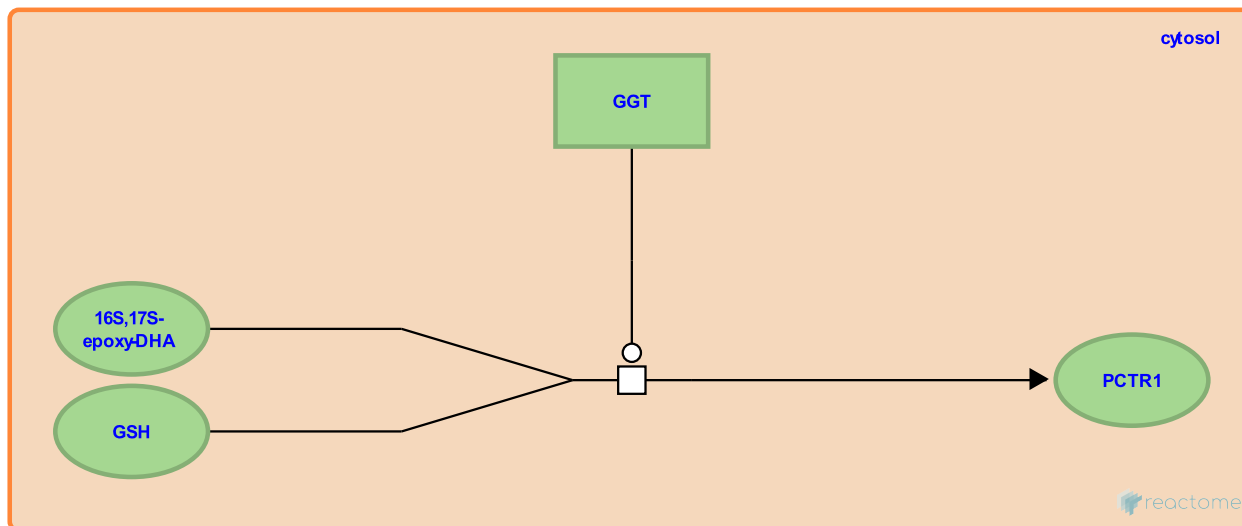 cytosol
GGT
16S,17S-
epoxy-DHA
GSH
PCTR1
reactome